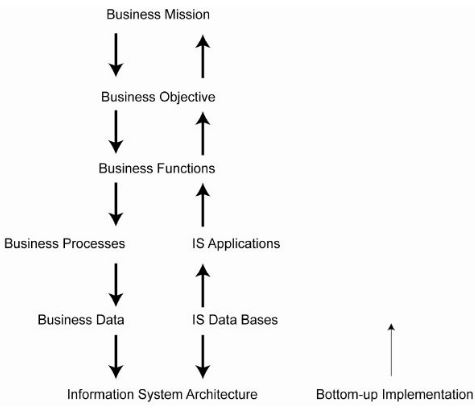 Business Mission
Business Objective
Business Functions
Business Processes
IS Applications
Business Data
IS Data Bases
Information System Architecture
Bottom-up Implementation